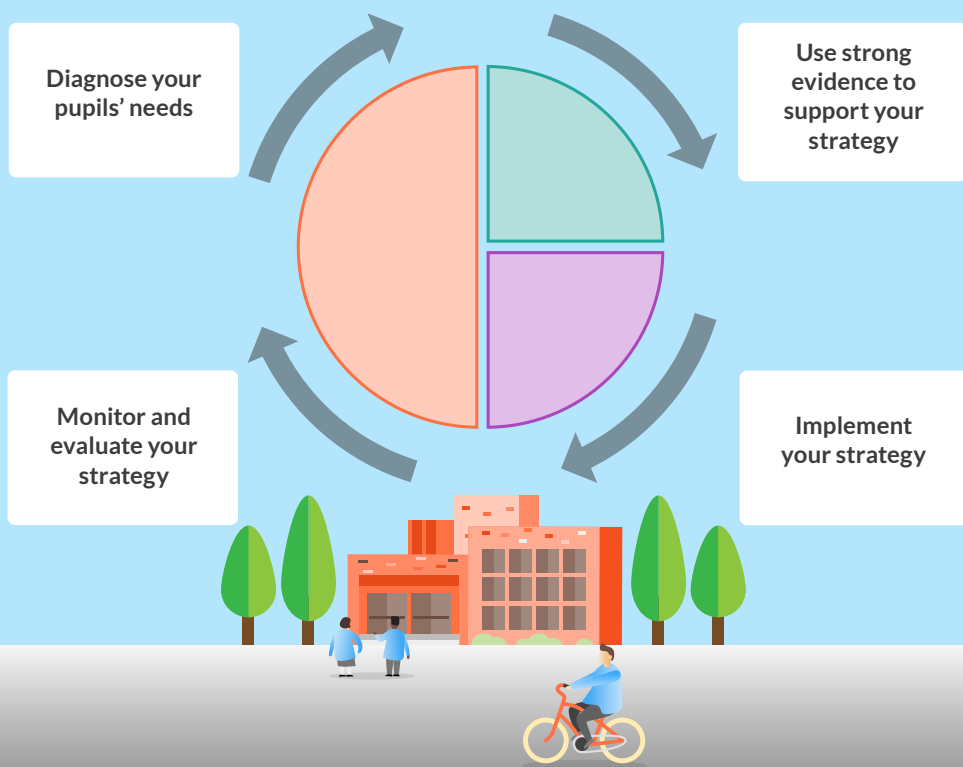 Diagnose your
pupils’ needs
Use strong
evidence to
support your
strategy
Implement
your strategy
Monitor and
evaluate your
strategy